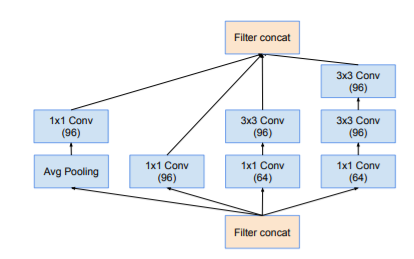 Filter concat
3x3 Conv
(96)
1x1 Conv
(96)
3x3 Conv
(96)
3x3 Conv
(96)
Avg Pooling
1x1 Conv
(96)
1x1 Conv
(64)
1x1 Conv
(64)
Filter concat